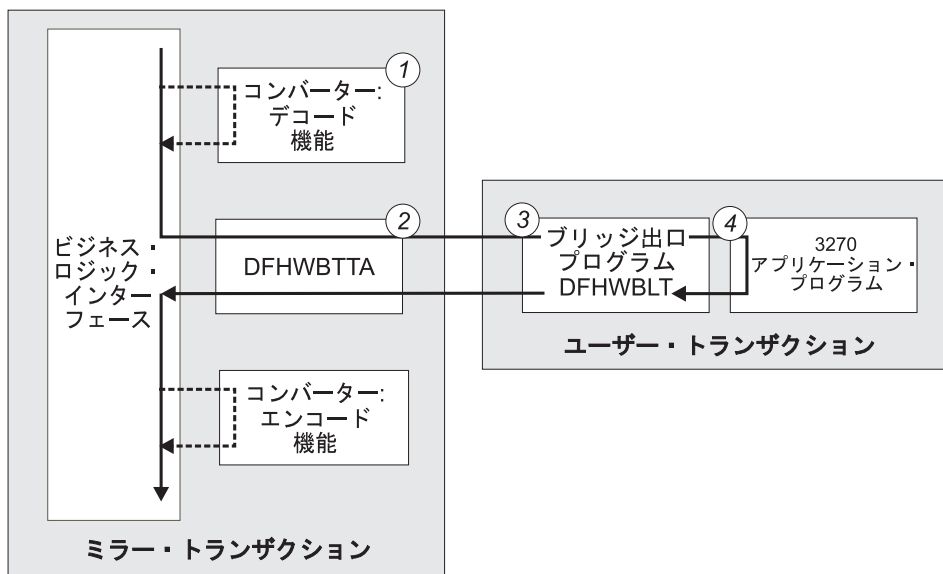 1
コンバーター:
デコード
機能
ビジネス・
ロジック・
インター
フェース
2
DFHWBTTA
3
ブリッジ出口
プログラム
DFHWBLT
4
3270
アプリケーション・
プログラム
ユーザー・トランザクション
コンバーター:
エンコード
機能
ミラー・トランザクション